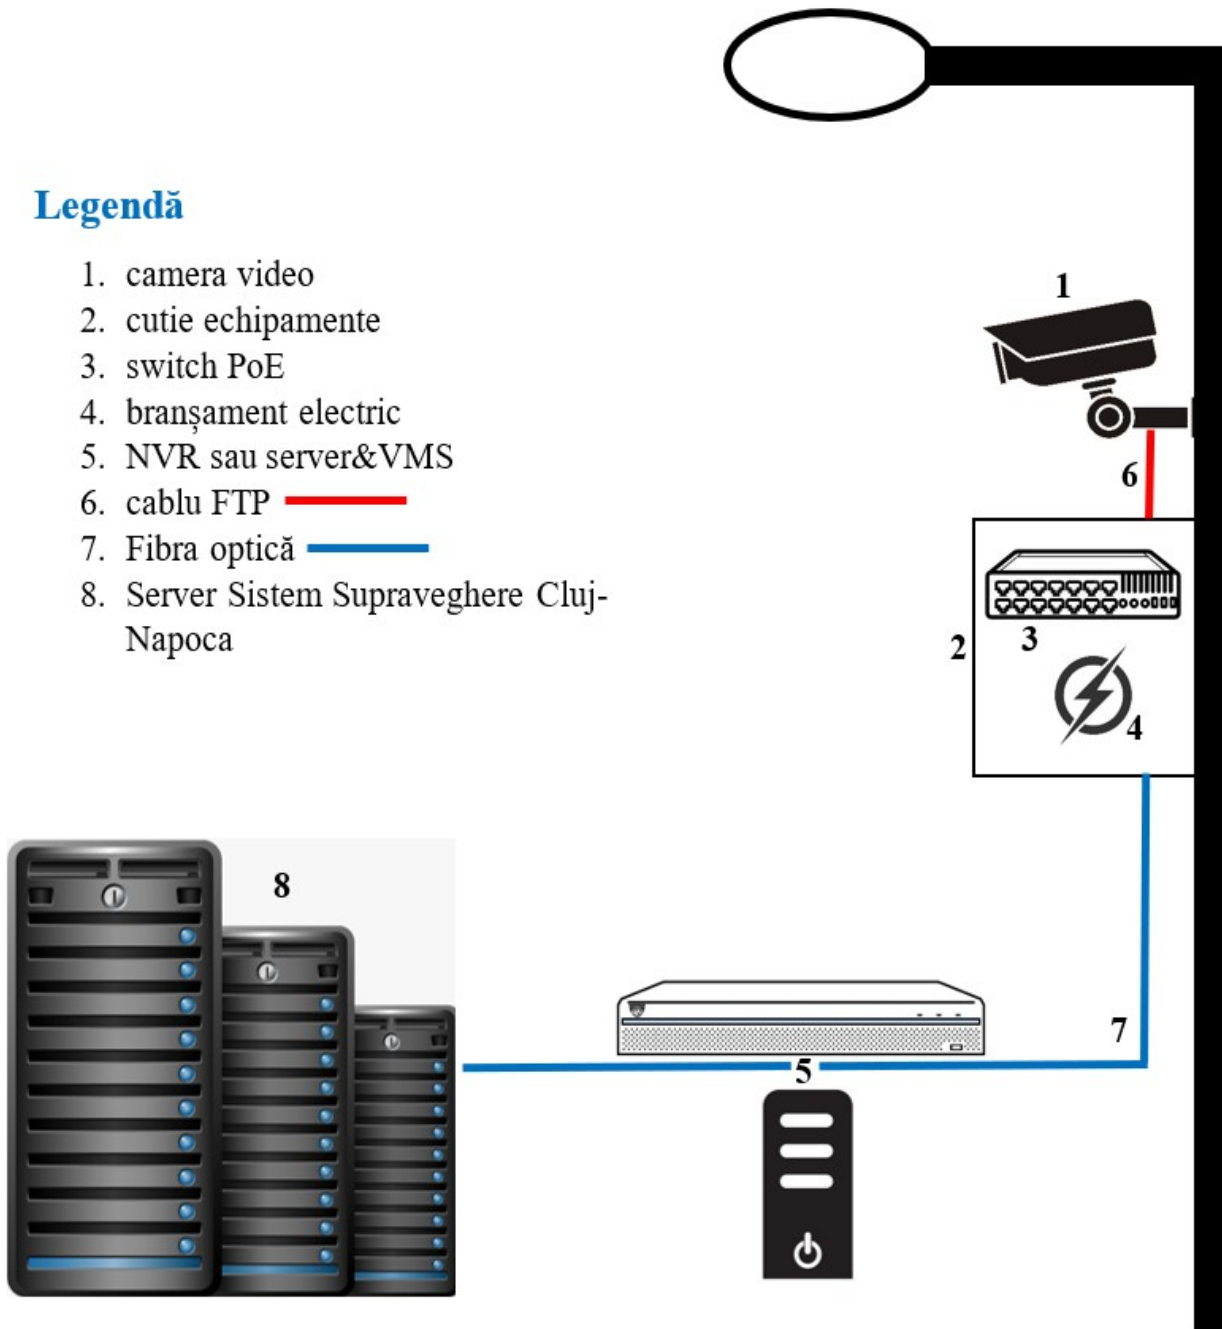 Legendă
1. camera video
2. cutie echipamente
3. switch PoE
4. branșament electric
5. NVR sau server&VMS
6. cablu FTP
7. Fibra optică
8. Server Sistem Supraveghere Cluj-
Napoca
1
6
3
2
4
8
7
5